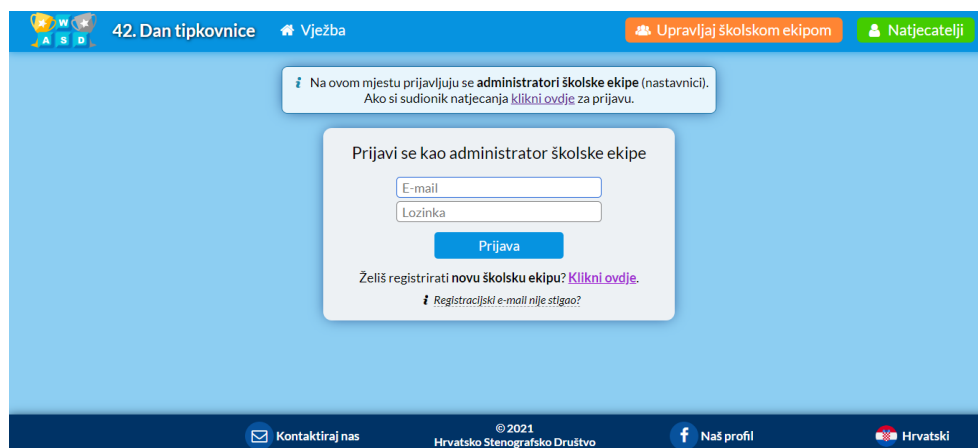 W
A S D
42. Dan tipkovnice
Vježba
Upravljaj školskom ekipom
Natjecatelji
i Na ovom mjestu prijavljuju se administratori školske ekipe (nastavnici).
Ako si sudionik natjecanja klikni ovdje za prijavu.
Prijavi se kao administrator školske ekipe
E-mail
Lozinka
Prijava
Želiš registrirati novu školsku ekipu? Klikni ovdje.
i Registracijski e-mail nije stigao?
Kontaktiraj nas
© 2021
Hrvatsko Stenografsko Društvo
f Naš profil
Hrvatski